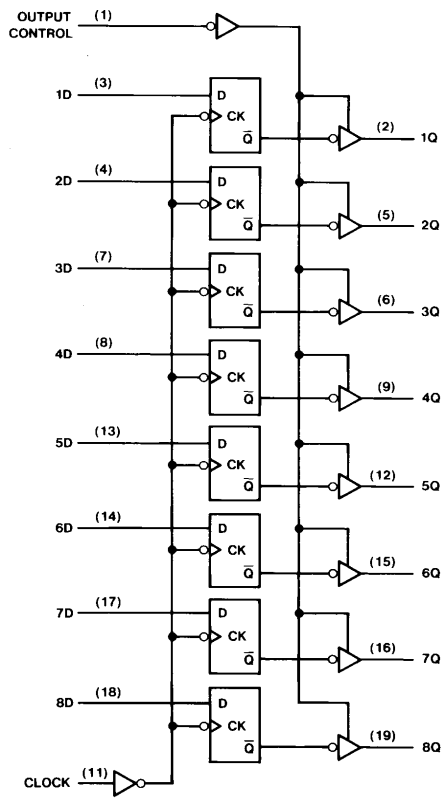 OUTPUT
CONTROL (1)
1D (3) D
CK
Q̅ (2) 1Q
2D (4) D
CK
Q̅ (5) 2Q
3D (7) D
CK
Q̅ (6) 3Q
4D (8) D
CK
Q̅ (9) 4Q
5D (13) D
CK
Q̅ (12) 5Q
6D (14) D
CK
Q̅ (15) 6Q
7D (17) D
CK
Q̅ (16) 7Q
8D (18) D
CK
Q̅ (19) 8Q
CLOCK (11)